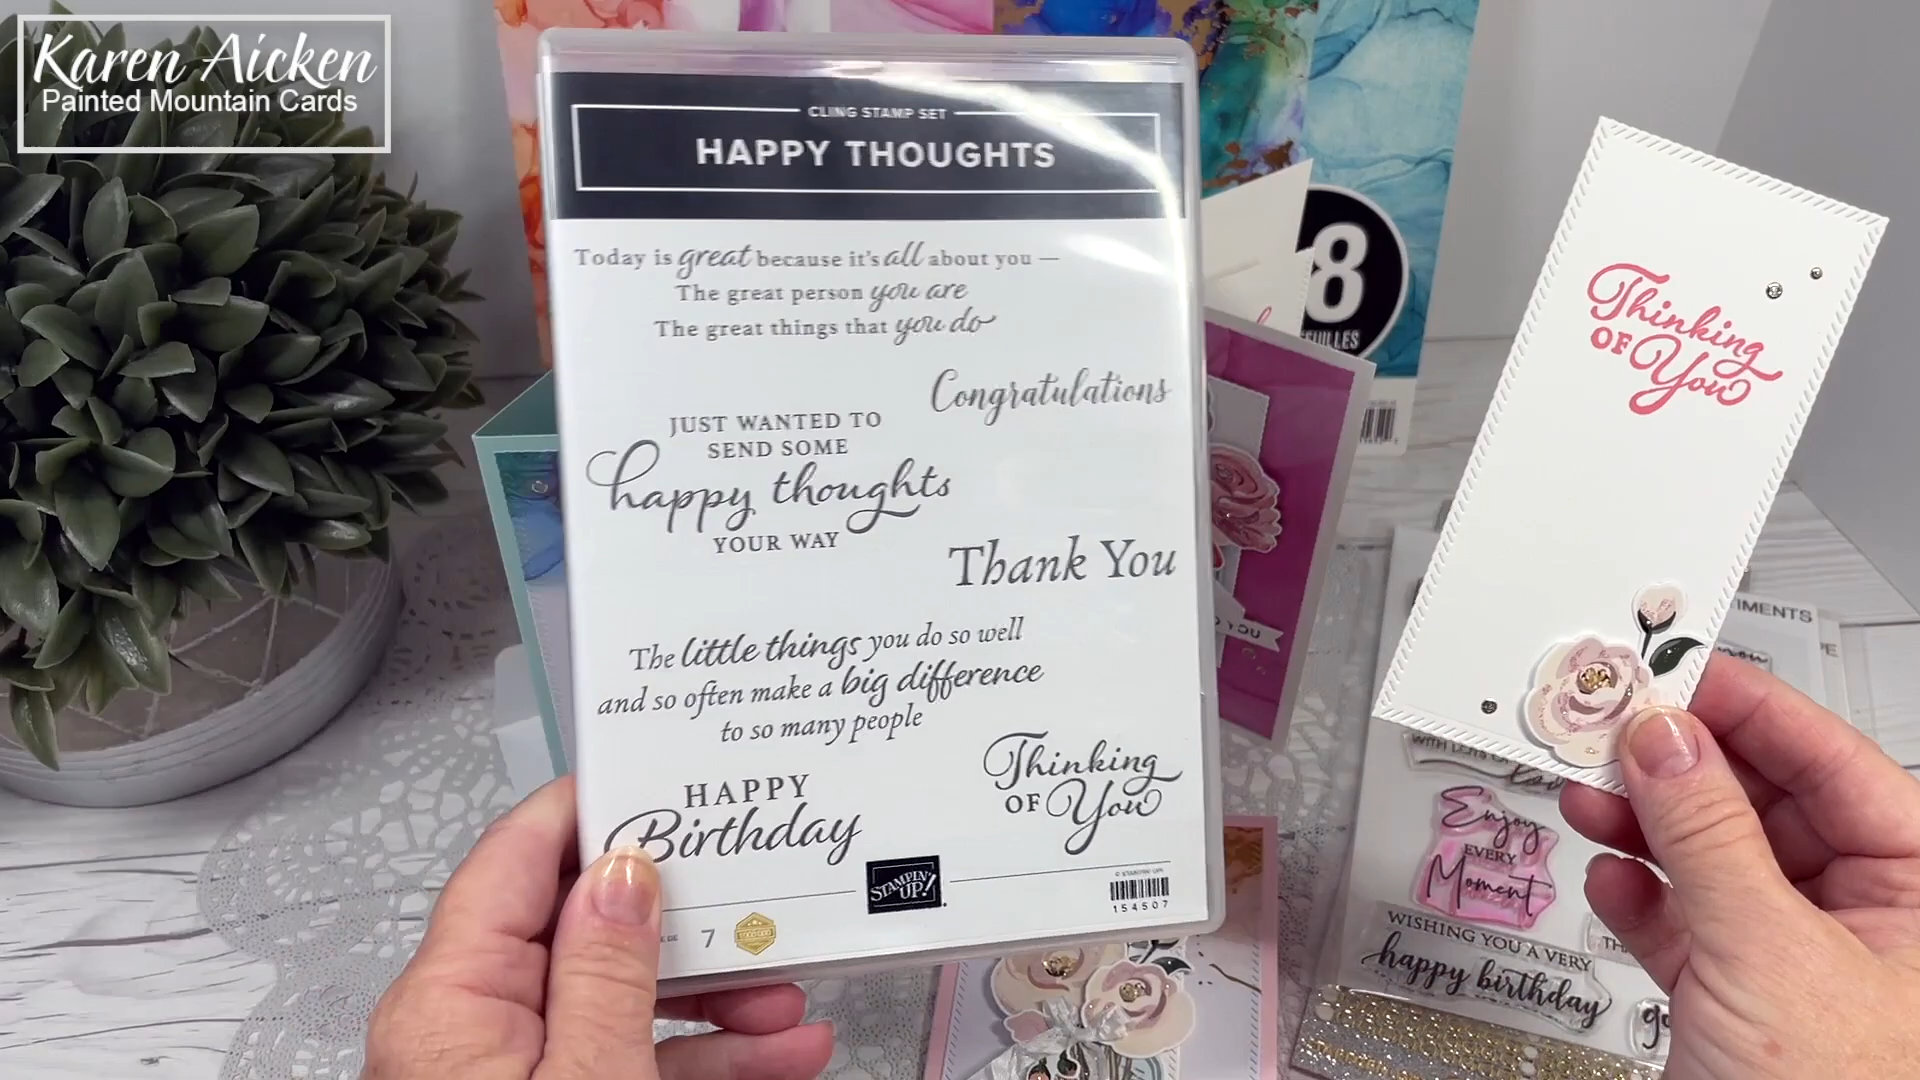 Karen Aicken
Painted Mountain Cards
CLING STAMP SET
HAPPY THOUGHTS
Today is great because it's all about you —
The great person you are
The great things that you do
Congratulations
JUST WANTED TO
SEND SOME
happy thoughts
YOUR WAY
Thank You
The little things you do so well
and so often make a big difference
to so many people
HAPPY
Birthday
Thinking
OF You
STAMPIN'
UP!
© STAMPIN' UP!
154507
7
8
Thinking
OF You
YOU
Enjoy
EVERY
Moment
WISHING YOU A VERY
happy birthday